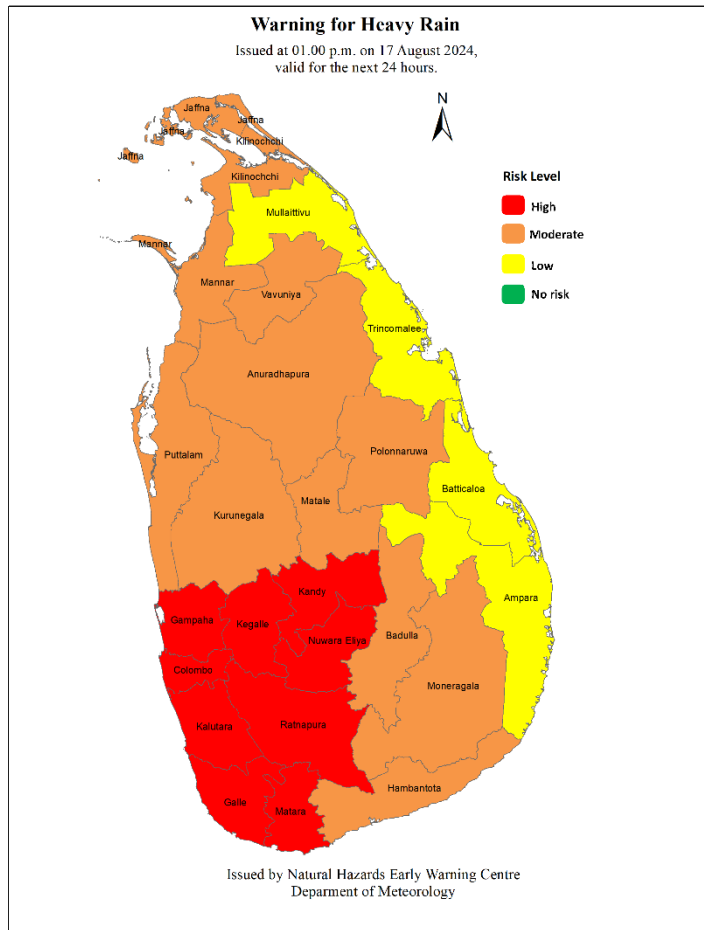 Warning for Heavy Rain
Issued at 01.00 p.m. on 17 August 2024,
valid for the next 24 hours.
N
Jaffna
Jaffna
Jaffna
Kilinochchi
Jaffna
Kilinochchi
Risk Level
High
Moderate
Low
No risk
Mullaittivu
Mannar
Mannar
Vavuniya
Trincomalee
Anuradhapura
Puttalam
Polonnaruwa
Batticaloa
Matale
Kurunegala
Kandy
Ampara
Gampaha
Kegalle
Nuwara Eliya
Badulla
Colombo
Moneragala
Kalutara
Ratnapura
Hambantota
Galle
Matara
Issued by Natural Hazards Early Warning Centre
Deparment of Meteorology